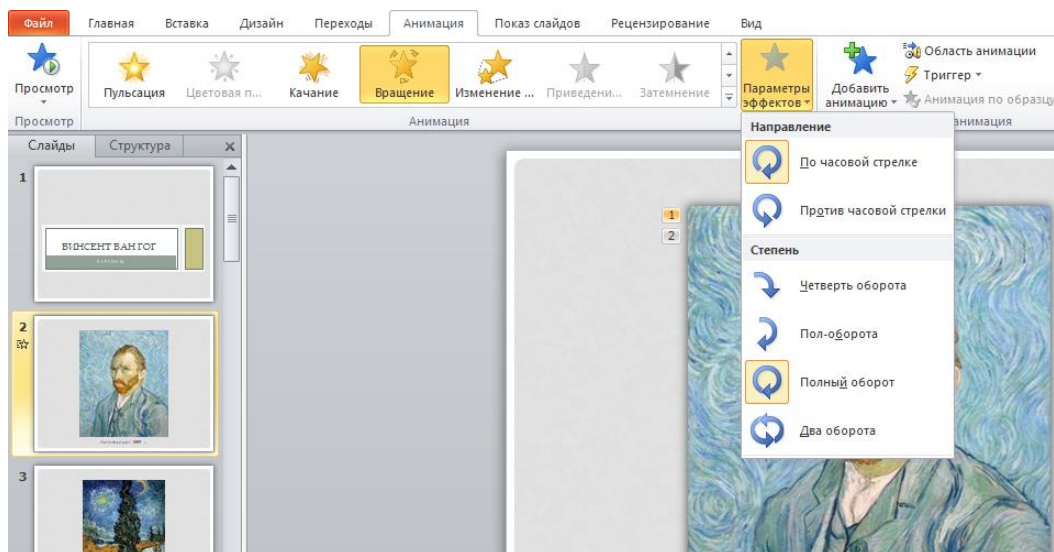 Файл Главная Вставка Дизайн Переходы Анимация Показ слайдов Рецензирование Вид
Просмотр
Пульсация Цветовая п... Качание Вращение Изменение ... Приведени... Затемнение
Параметры эффектов
Добавить анимацию
Область анимации
Триггер
Анимация по образцу
Просмотр Анимация анимация
Слайды Структура
Направление
По часовой стрелке
Против часовой стрелки
Степень
Четверть оборота
Пол-оборота
Полный оборот
Два оборота
1
ВИНСЕНТ ВАН ГОГ
2
3
1
2